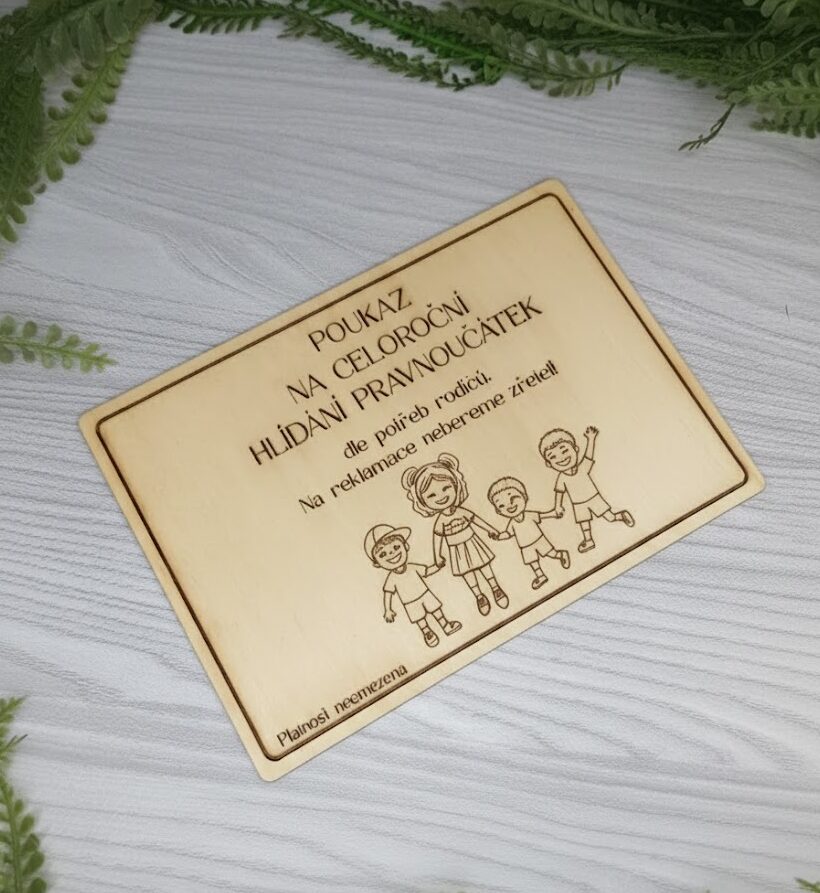 POUKAZ
NA CELOROČNÍ
HLÍDÁNÍ PRAVNOUČÁTEK
dle potřeb rodičů.
Na reklamace nebereme zřetel!
Platnost neomezena